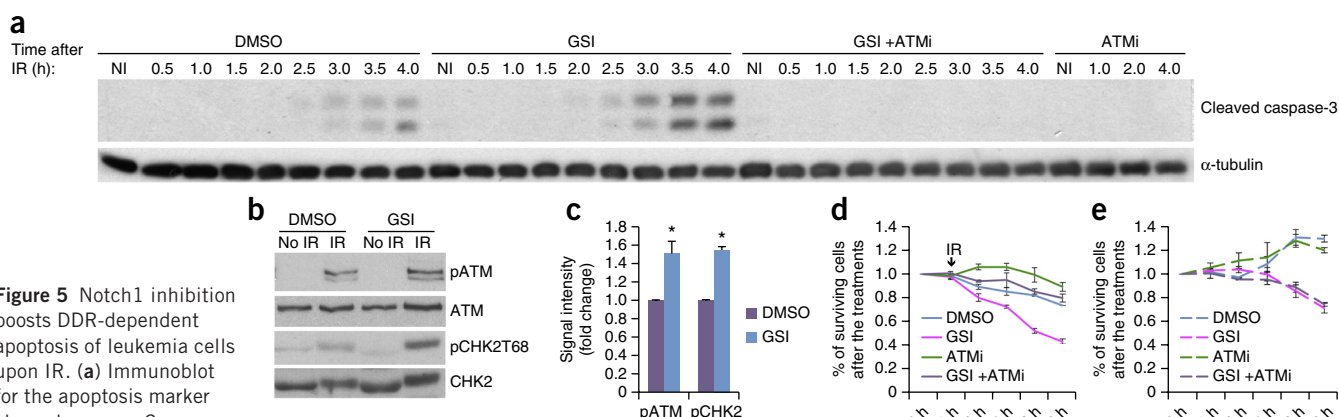 a
DMSO GSI GSI +ATMi ATMi
Time after
IR (h): NI 0.5 1.0 1.5 2.0 2.5 3.0 3.5 4.0 NI 0.5 1.0 1.5 2.0 2.5 3.0 3.5 4.0 NI 0.5 1.0 1.5 2.0 2.5 3.0 3.5 4.0 NI 1.0 2.0 4.0
Cleaved caspase-3
α-tubulin
b
DMSO GSI
No IR IR No IR IR
pATM
ATM
pCHK2T68
CHK2
c
Signal intensity
(fold change)
1.8
1.6
1.4
1.2
1.0
0.8
0.6
0.4
0.2
0
* *
pATM pCHK2
DMSO
GSI
d
% of surviving cells
after the treatments
1.4
1.2
1.0
0.8
0.6
0.4
0.2
0
IR
DMSO
GSI
ATMi
GSI +ATMi
e
% of surviving cells
after the treatments
1.4
1.2
1.0
0.8
0.6
0.4
0.2
0
DMSO
GSI
ATMi
GSI +ATMi
Figure 5 Notch1 inhibition
boosts DDR-dependent
apoptosis of leukemia cells
upon IR. (a) Immunoblot
for the apoptosis marker